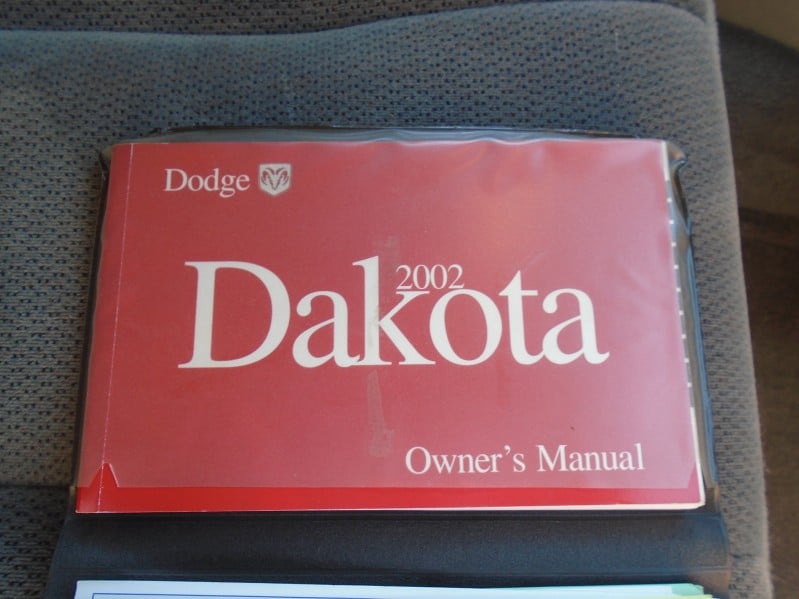 Dodge
2002
Dakota
Owner's Manual